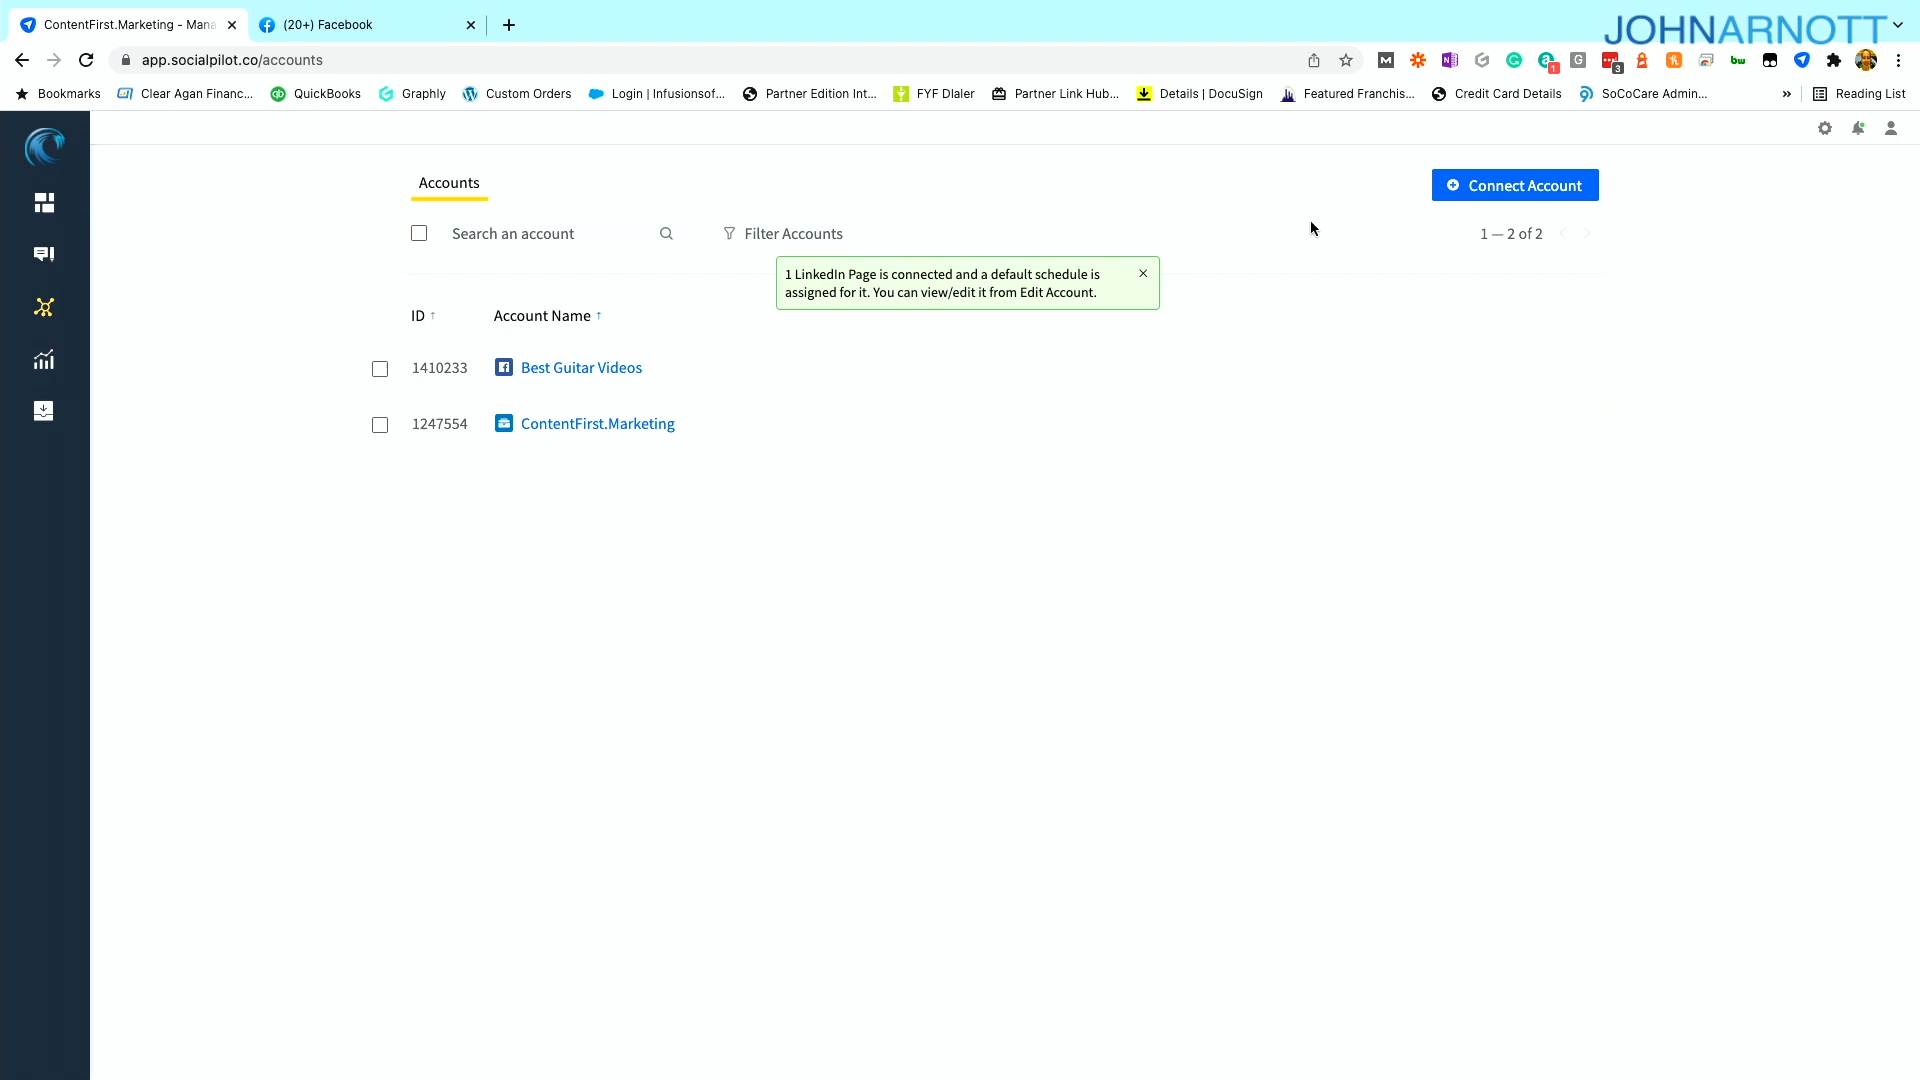 ContentFirst.Marketing - Mana
(20+) Facebook
JOHNARNOTT
app.socialpilot.co/accounts
1
3
Bookmarks
Clear Agan Financ...
QuickBooks
Graphly
Custom Orders
Login | Infusionsof...
Partner Edition Int...
FYF DIaler
Partner Link Hub...
Details | DocuSign
Featured Franchis...
Credit Card Details
SoCoCare Admin...
»
Reading List
Accounts
Connect Account
Search an account
Filter Accounts
1 — 2 of 2
1 LinkedIn Page is connected and a default schedule is
assigned for it. You can view/edit it from Edit Account.
ID ↑
Account Name ↑
1410233
Best Guitar Videos
1247554
ContentFirst.Marketing